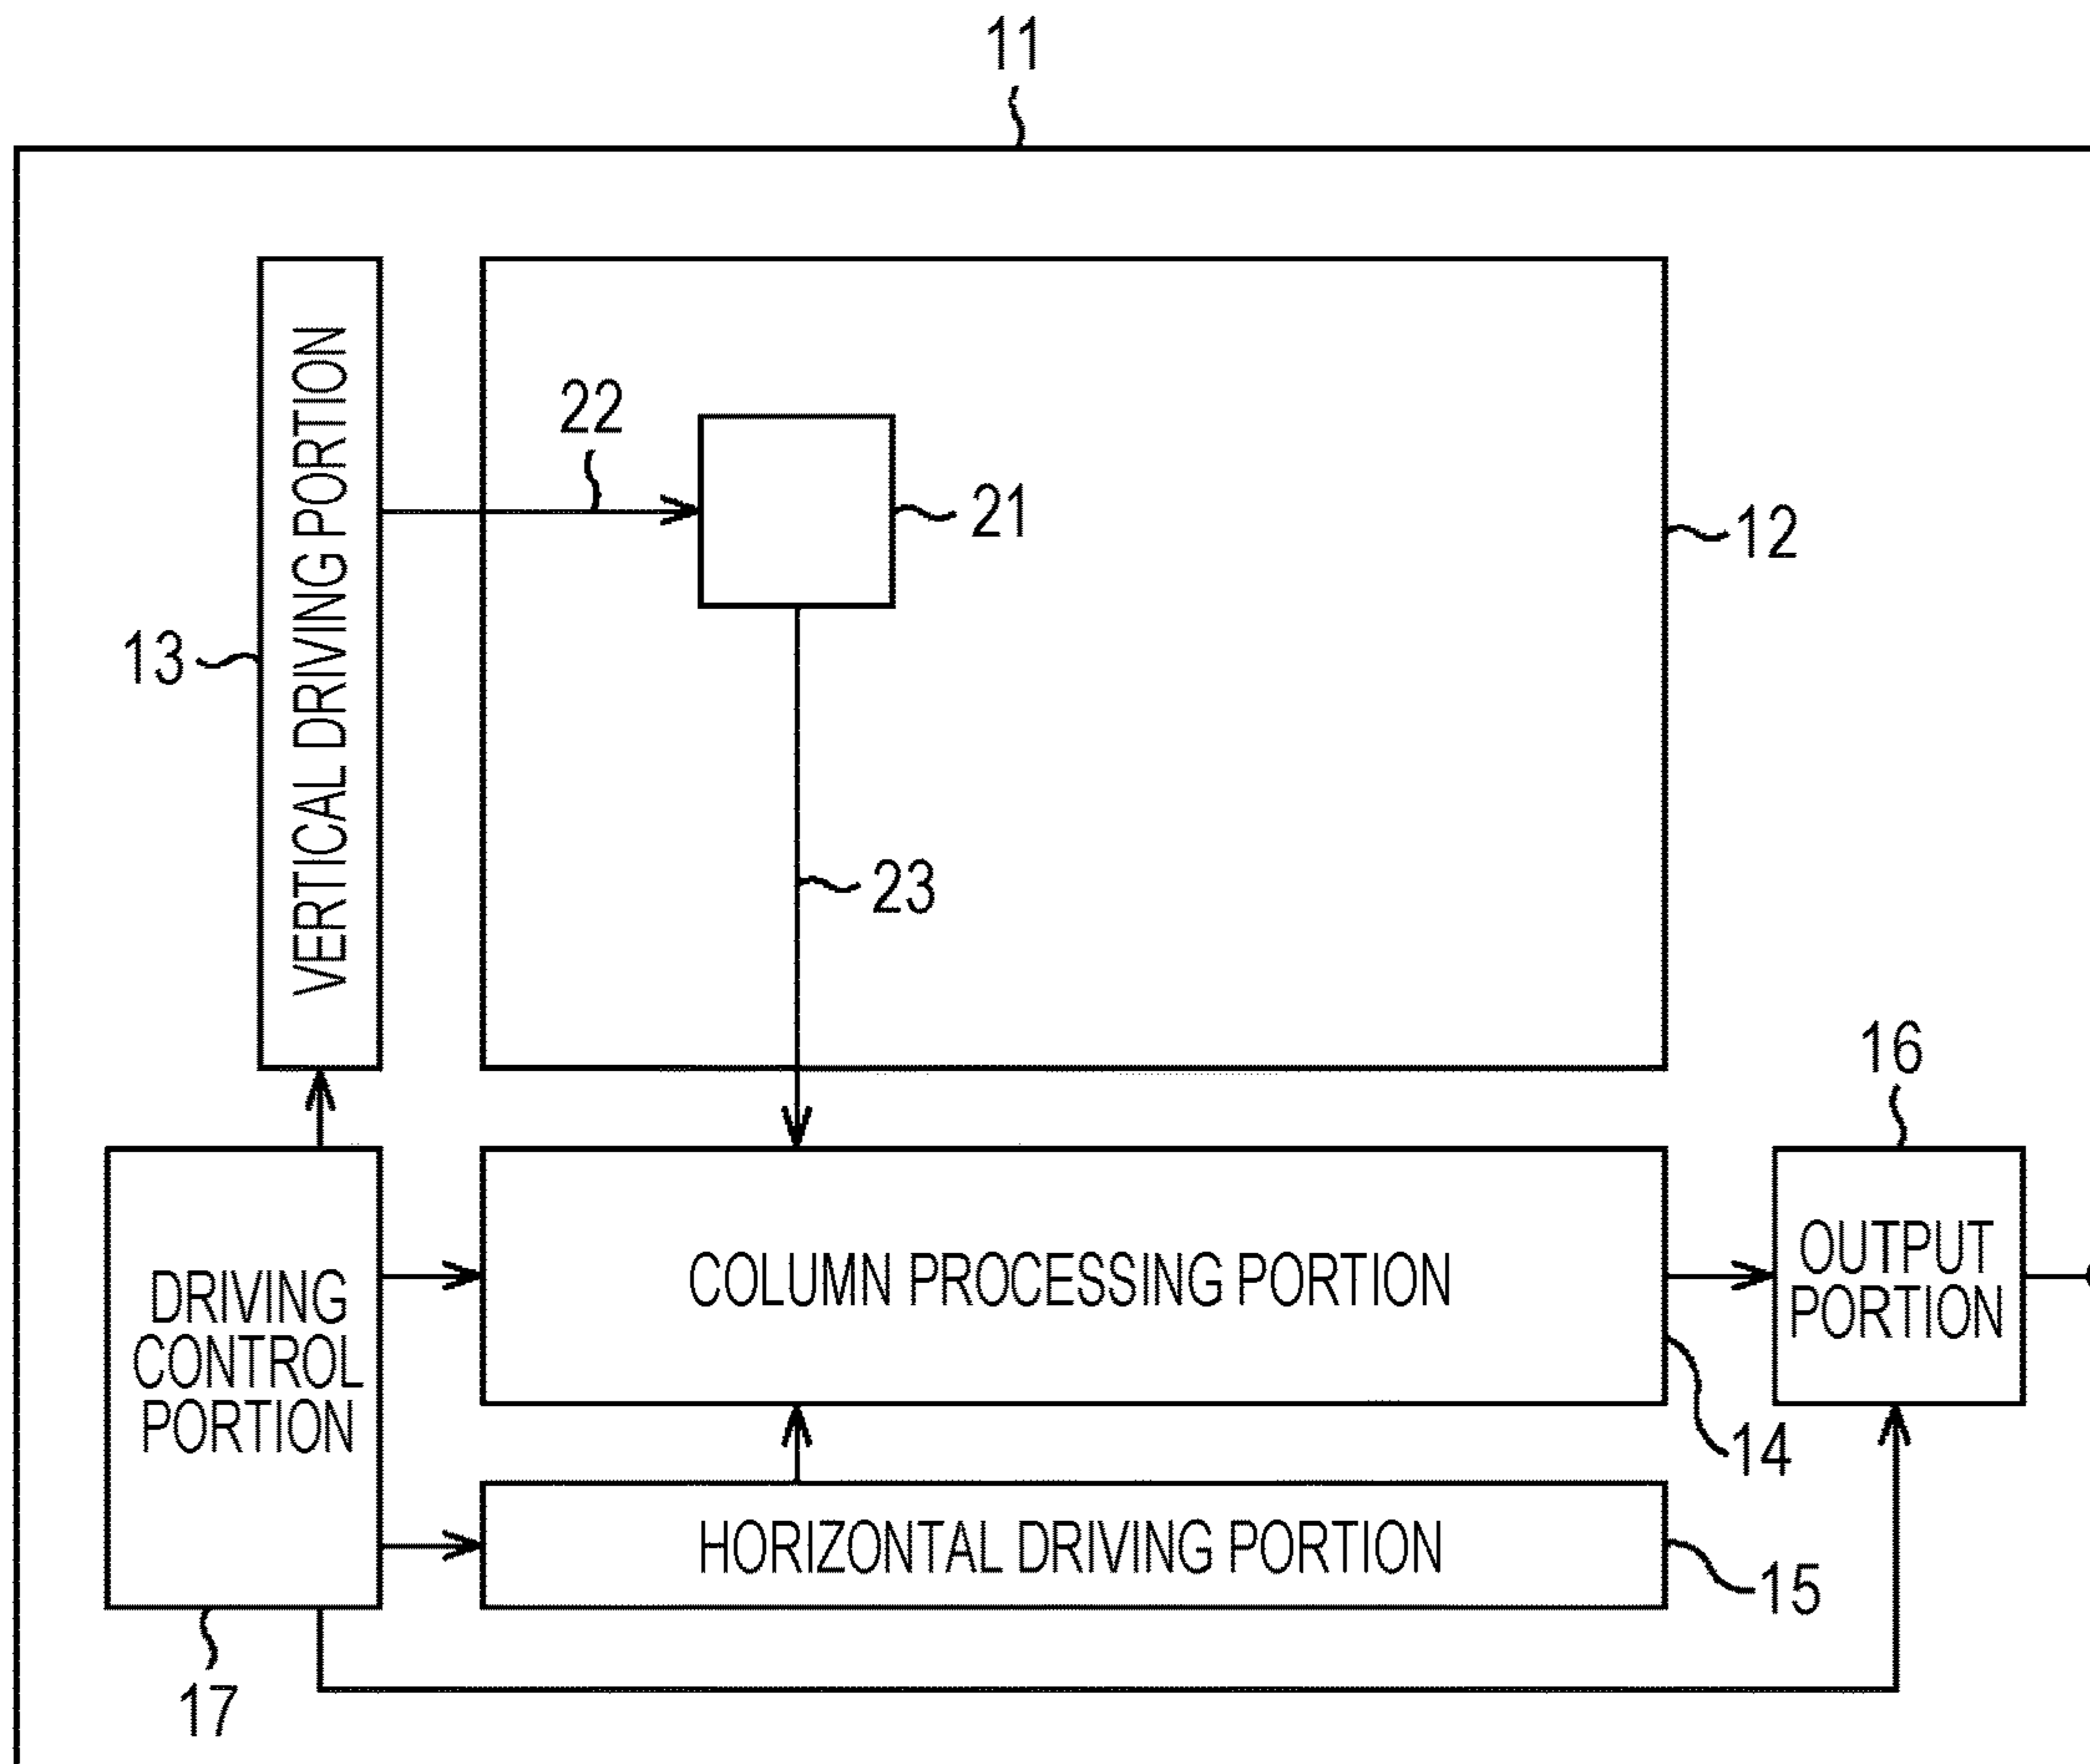 11
22
21
12
VERTICAL DRIVING PORTION
13
23
16
OUTPUT
PORTION
COLUMN PROCESSING PORTION
DRIVING
CONTROL
PORTION
14
HORIZONTAL DRIVING PORTION
15
17